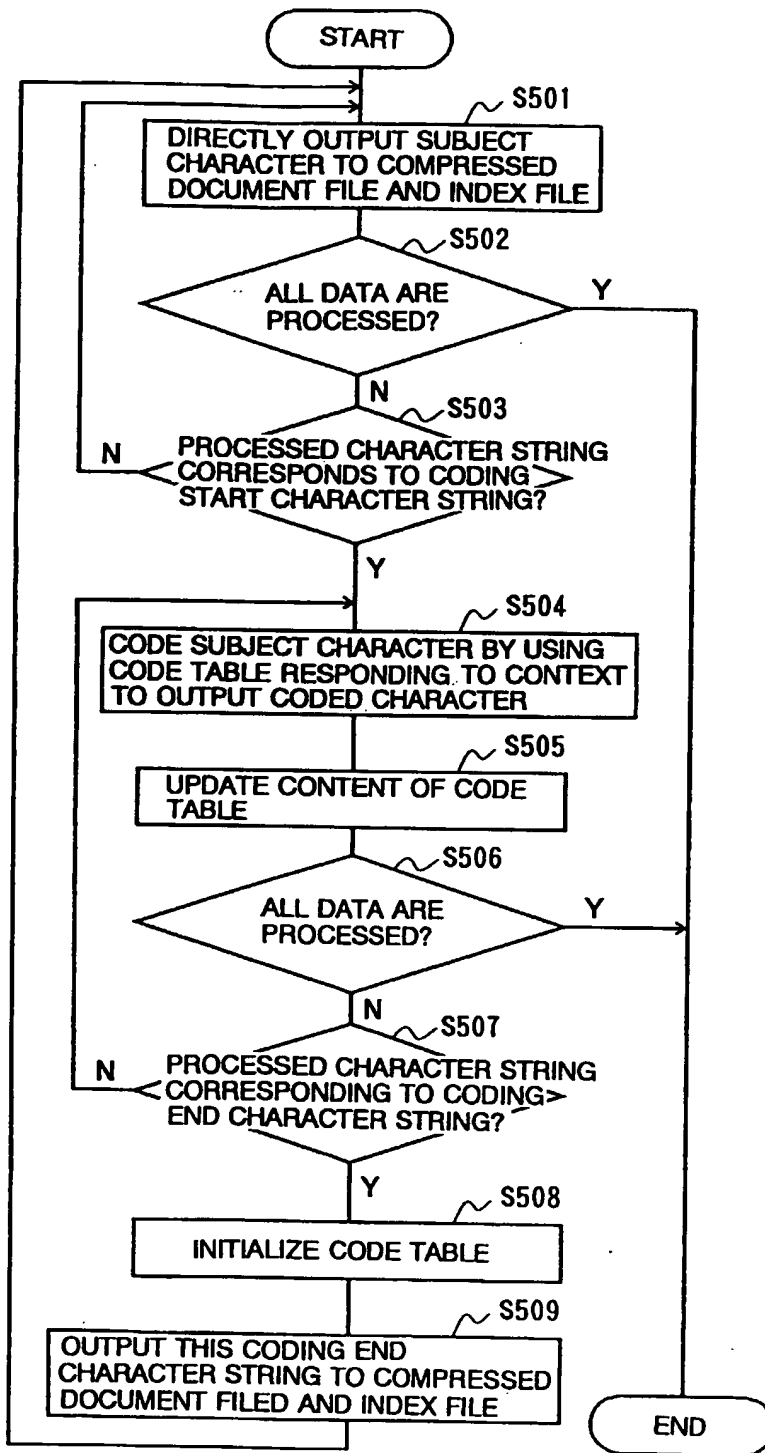 START
S501
DIRECTLY OUTPUT SUBJECT
CHARACTER TO COMPRESSED
DOCUMENT FILE AND INDEX FILE
S502
ALL DATA ARE
PROCESSED?
Y
N
S503
PROCESSED CHARACTER STRING
CORRESPONDS TO CODING
START CHARACTER STRING?
N
Y
S504
CODE SUBJECT CHARACTER BY USING
CODE TABLE RESPONDING TO CONTEXT
TO OUTPUT CODED CHARACTER
S505
UPDATE CONTENT OF CODE
TABLE
S506
ALL DATA ARE
PROCESSED?
Y
N
S507
PROCESSED CHARACTER STRING
CORRESPONDING TO CODING
END CHARACTER STRING?
N
Y
S508
INITIALIZE CODE TABLE
S509
OUTPUT THIS CODING END
CHARACTER STRING TO COMPRESSED
DOCUMENT FILED AND INDEX FILE
END